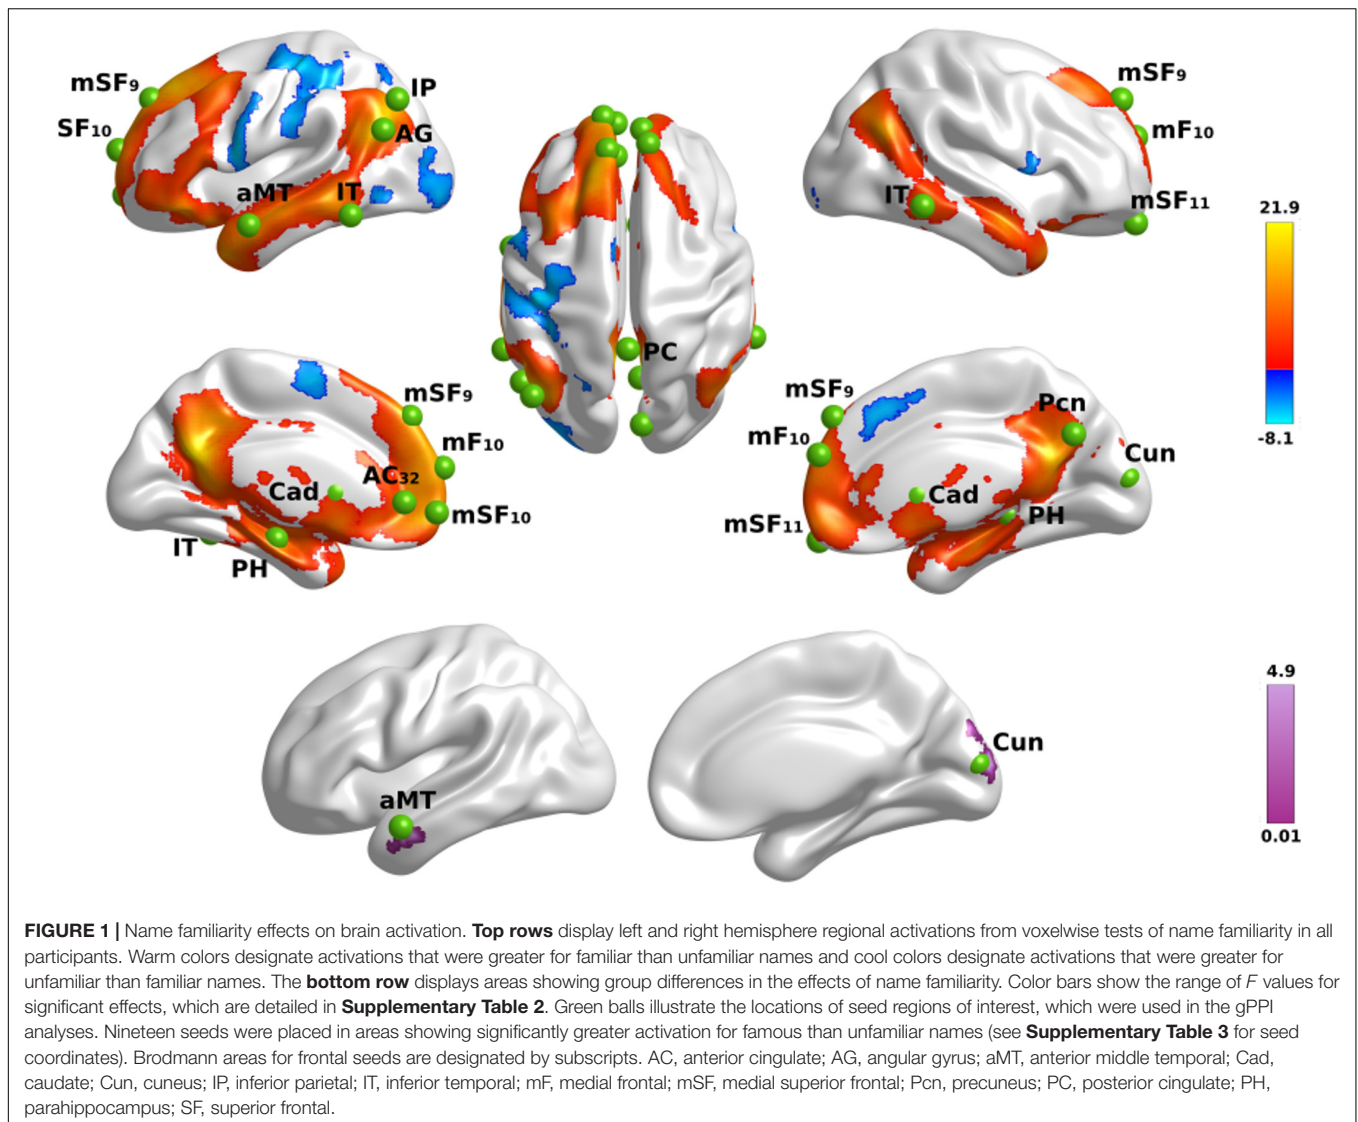 mSF9
IP
SF10
AG
aMT
IT
mSF9
mF10
IT
mSF11
21.9
-8.1
PC
mSF9
mF10
AC32
Cad
mSF10
IT
PH
mSF9
Pcn
mF10
Cun
Cad
mSF11
PH
4.9
0.01
Cun
aMT
FIGURE 1 | Name familiarity effects on brain activation. Top rows display left and right hemisphere regional activations from voxelwise tests of name familiarity in all
participants. Warm colors designate activations that were greater for familiar than unfamiliar names and cool colors designate activations that were greater for
unfamiliar than familiar names. The bottom row displays areas showing group differences in the effects of name familiarity. Color bars show the range of F values for
significant effects, which are detailed in Supplementary Table 2. Green balls illustrate the locations of seed regions of interest, which were used in the gPPI
analyses. Nineteen seeds were placed in areas showing significantly greater activation for famous than unfamiliar names (see Supplementary Table 3 for seed
coordinates). Brodmann areas for frontal seeds are designated by subscripts. AC, anterior cingulate; AG, angular gyrus; aMT, anterior middle temporal; Cad,
caudate; Cun, cuneus; IP, inferior parietal; IT, inferior temporal; mF, medial frontal; mSF, medial superior frontal; Pcn, precuneus; PC, posterior cingulate; PH,
parahippocampus; SF, superior frontal.